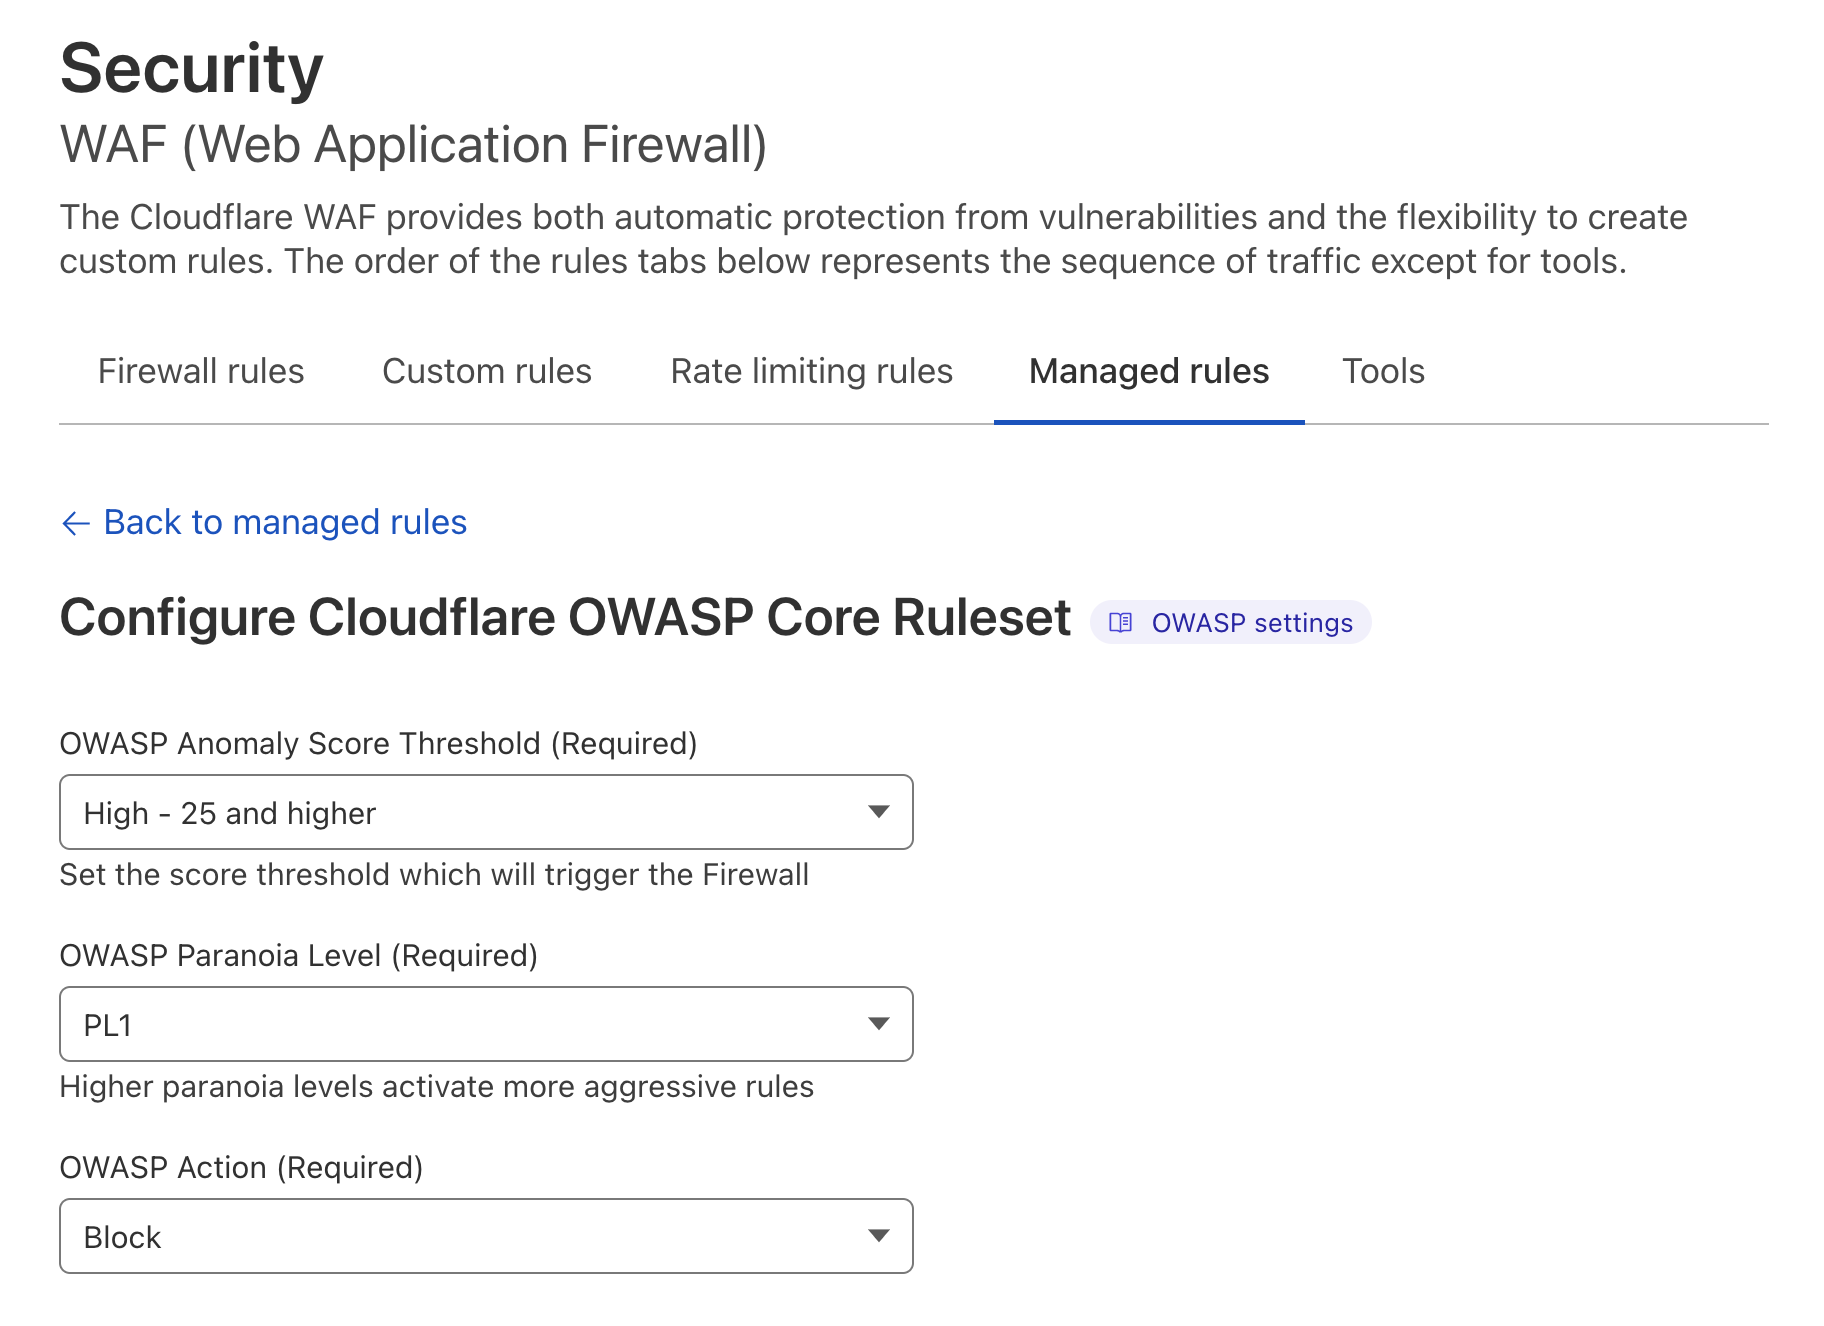 Security
WAF (Web Application Firewall)
The Cloudflare WAF provides both automatic protection from vulnerabilities and the flexibility to create
custom rules. The order of the rules tabs below represents the sequence of traffic except for tools.
Firewall rules Custom rules Rate limiting rules Managed rules Tools
← Back to managed rules
Configure Cloudflare OWASP Core Ruleset OWASP settings
OWASP Anomaly Score Threshold (Required)
High - 25 and higher
Set the score threshold which will trigger the Firewall
OWASP Paranoia Level (Required)
PL1
Higher paranoia levels activate more aggressive rules
OWASP Action (Required)
Block